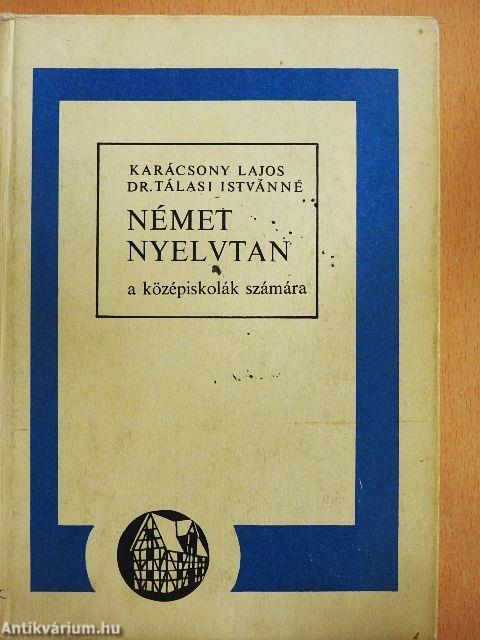 KARÁCSONY LAJOS
DR. TÁLASI ISTVÁNNÉ
NÉMET
NYELVTAN
a középiskolák számára
Antikvárium.hu